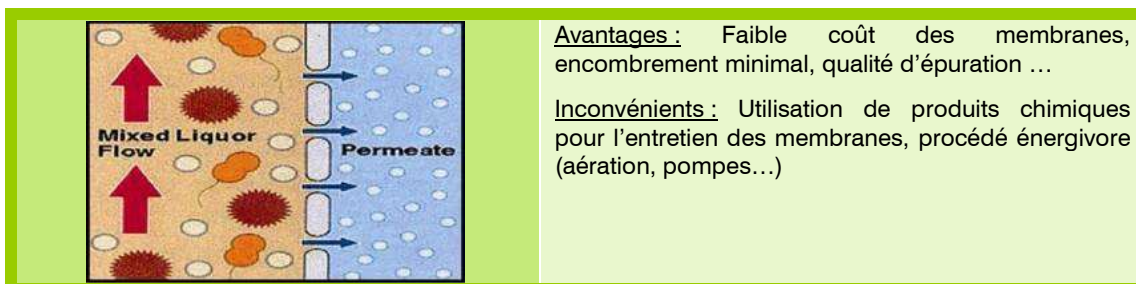 Mixed Liquor
Flow
Permeate
Avantages : Faible coût des membranes,
encombrement minimal, qualité d’épuration …
Inconvénients : Utilisation de produits chimiques
pour l’entretien des membranes, procédé énergivore
(aération, pompes…)